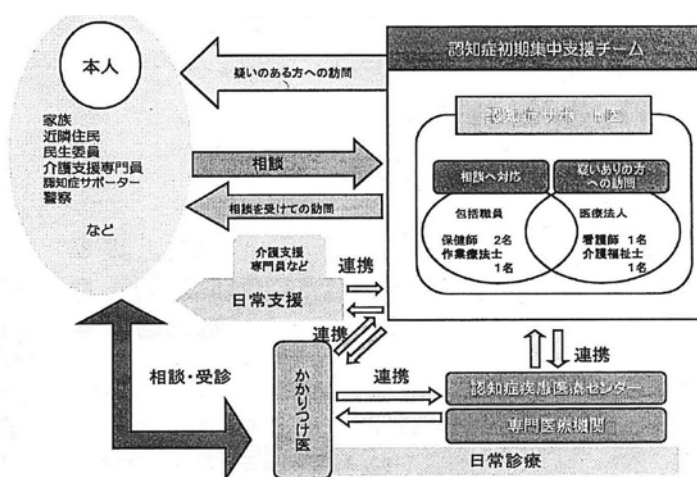 本人
家族
近隣住民
民生委員
介護支援専門員
認知症サポーター
警察
など
疑いのある方への訪問
相談
相談を受けての訪問
認知症初期集中支援チーム
認知症サポート医
相談へ対応
疑いありの方
への訪問
包括職員
保健師 2名
作業療法士
1名
医療法人
看護師 1名
介護福祉士
1名
介護支援
専門員など
日常支援
連携
連携
連携
連携
相談・受診
かかりつけ医
認知症疾患医療センター
専門医療機関
日常診療